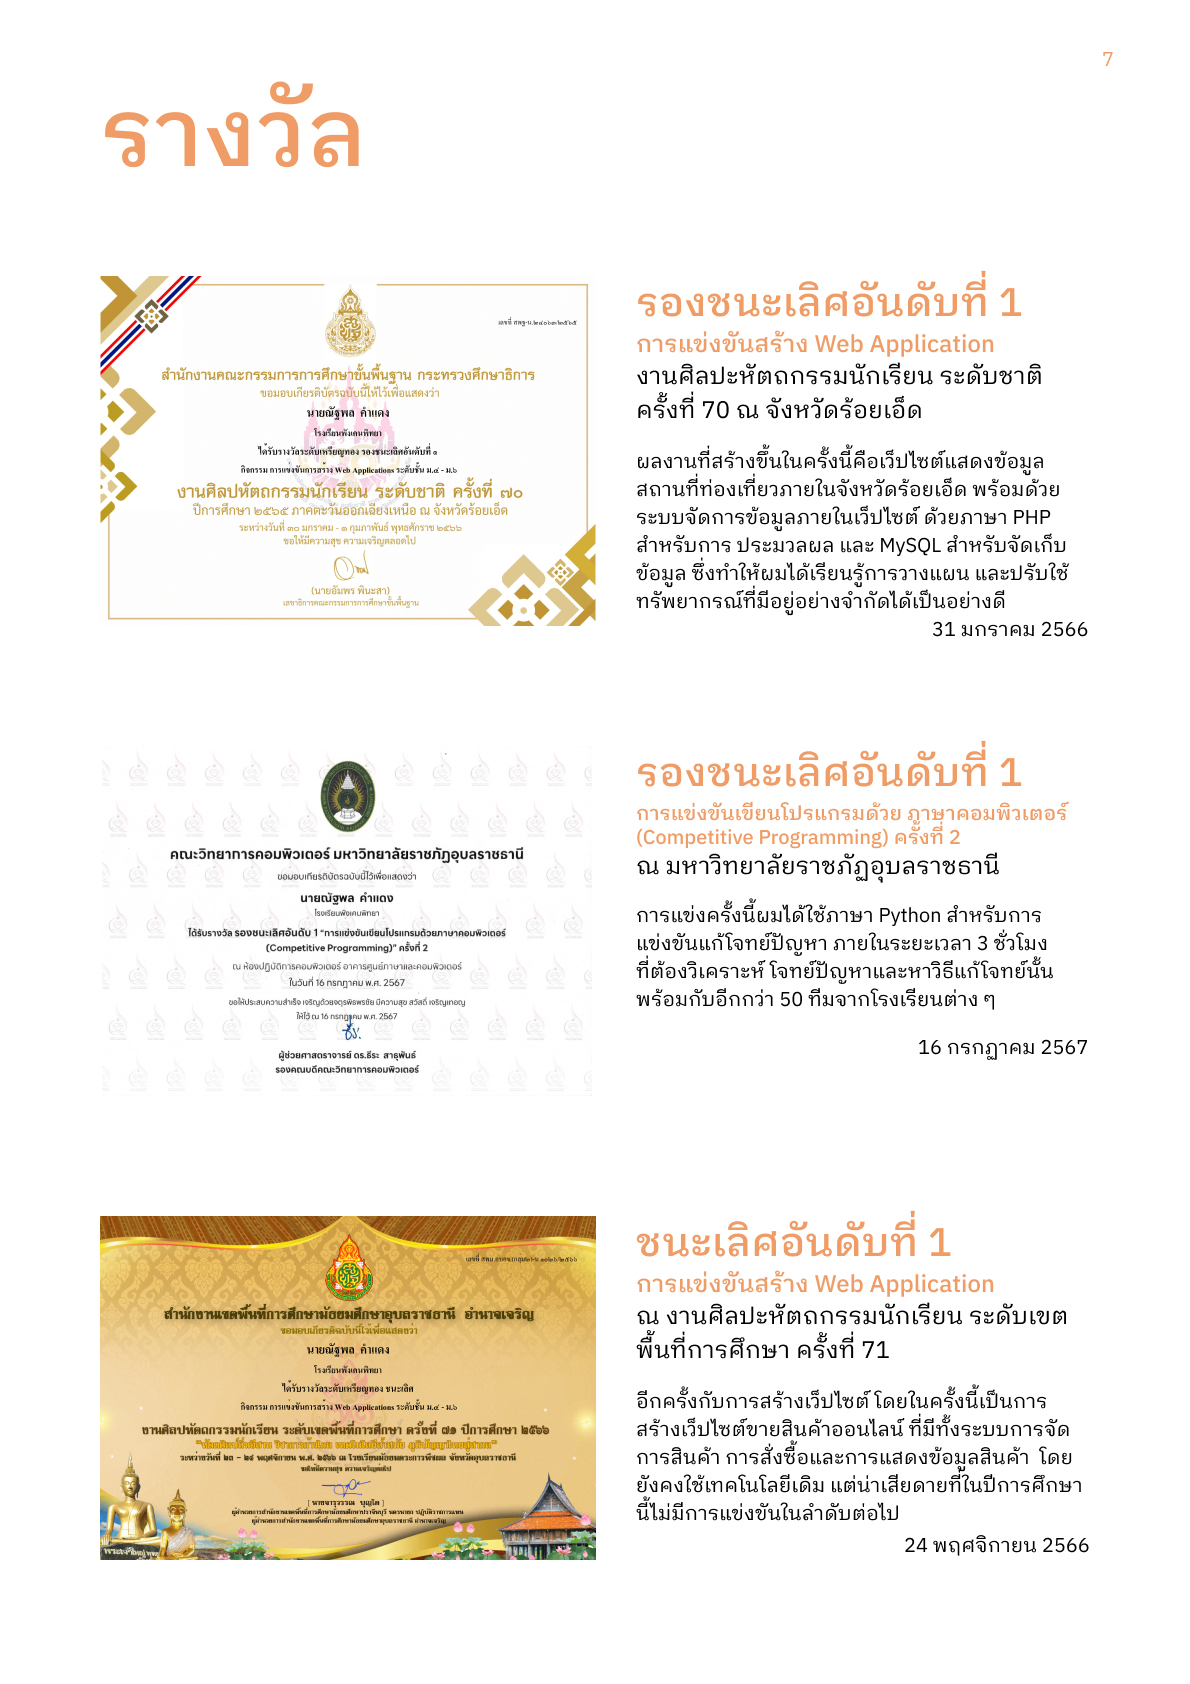 7
รางวัล
เลขที่ สพฐ-น.๒๔๐๖๓/๒๕๖๕
สำนักงานคณะกรรมการการศึกษาขั้นพื้นฐาน กระทรวงศึกษาธิการ
ขอมอบเกียรติบัตรฉบับนี้ให้ไว้เพื่อแสดงว่า
นายณัฐพล คำแดง
โรงเรียนพังเคนพิทยา
ได้รับรางวัลระดับเหรียญทอง รองชนะเลิศอันดับที่ ๑
กิจกรรม การแข่งขันการสร้าง Web Applications ระดับชั้น ม.๔ - ม.๖
งานศิลปหัตถกรรมนักเรียน ระดับชาติ ครั้งที่ ๗๐
ปีการศึกษา ๒๕๖๕ ภาคตะวันออกเฉียงเหนือ ณ จังหวัดร้อยเอ็ด
ระหว่างวันที่ ๓๐ มกราคม - ๑ กุมภาพันธ์ พุทธศักราช ๒๕๖๖
ขอให้มีความสุข ความเจริญตลอดไป
(นายอัมพร พินะสา)
เลขาธิการคณะกรรมการการศึกษาขั้นพื้นฐาน
รองชนะเลิศอันดับที่ 1
การแข่งขันสร้าง Web Application
งานศิลปะหัตถกรรมนักเรียน ระดับชาติ
ครั้งที่ 70 ณ จังหวัดร้อยเอ็ด
ผลงานที่สร้างขึ้นในครั้งนี้คือเว็ปไซต์แสดงข้อมูล
สถานที่ท่องเที่ยวภายในจังหวัดร้อยเอ็ด พร้อมด้วย
ระบบจัดการข้อมูลภายในเว็ปไซต์ ด้วยภาษา PHP
สำหรับการ ประมวลผล และ MySQL สำหรับจัดเก็บ
ข้อมูล ซึ่งทำให้ผมได้เรียนรู้การวางแผน และปรับใช้
ทรัพยากรณ์ที่มีอยู่อย่างจำกัดได้เป็นอย่างดี
31 มกราคม 2566
คณะวิทยาการคอมพิวเตอร์ มหาวิทยาลัยราชภัฏอุบลราชธานี
ขอมอบเกียรติบัตรฉบับนี้ไว้เพื่อแสดงว่า
นายณัฐพล คำแดง
โรงเรียนพังเคนพิทยา
ได้รับรางวัล รองชนะเลิศอันดับ 1 “การแข่งขันเขียนโปรแกรมด้วยภาษาคอมพิวเตอร์
(Competitive Programming)” ครั้งที่ 2
ณ ห้องปฏิบัติการคอมพิวเตอร์ อาคารศูนย์ภาษาและคอมพิวเตอร์
ในวันที่ 16 กรกฎาคม พ.ศ. 2567
ขอให้ประสบความสำเร็จ เจริญด้วยจตุรพิธพรชัย มีความสุข สวัสดิ์ เจริญเทอญ
ให้ไว้ ณ 16 กรกฎาคม พ.ศ. 2567
ผู้ช่วยศาสตราจารย์ ดร.ธีระ สาธุพันธ์
รองคณบดีคณะวิทยาการคอมพิวเตอร์
รองชนะเลิศอันดับที่ 1
การแข่งขันเขียนโปรแกรมด้วย ภาษาคอมพิวเตอร์
(Competitive Programming) ครั้งที่ 2
ณ มหาวิทยาลัยราชภัฏอุบลราชธานี
การแข่งครั้งนี้ผมได้ใช้ภาษา Python สำหรับการ
แข่งขันแก้โจทย์ปัญหา ภายในระยะเวลา 3 ชั่วโมง
ที่ต้องวิเคราะห์ โจทย์ปัญหาและหาวิธีแก้โจทย์นั้น
พร้อมกับอีกกว่า 50 ทีมจากโรงเรียนต่าง ๆ
16 กรกฏาคม 2567
สำนักงานเขตพื้นที่การศึกษามัธยมศึกษาอุบลราชธานี อำนาจเจริญ
ขอมอบเกียรติฉบับนี้ไว้เพื่อแสดงว่า
นายณัฐพล คำแดง
โรงเรียนพังเคนพิทยา
ได้รับรางวัลระดับเหรียญทอง ชนะเลิศ
กิจกรรม การแข่งขันการสร้าง Web Applications ระดับชั้น ม.๔ - ม.๖
งานศิลปหัตถกรรมนักเรียน ระดับเขตพื้นที่การศึกษา ครั้งที่ ๗๑ ปีการศึกษา ๒๕๖๖
ระหว่างวันที่ ๒๓ - ๒๔ พฤศจิกายน พ.ศ. ๒๕๖๖ ณ โรงเรียนมัธยมตระการพืชผล จังหวัดอุบลราชธานี
ขอให้มีความสุข ความเจริญตลอดไป
ชนะเลิศอันดับที่ 1
การแข่งขันสร้าง Web Application
ณ งานศิลปะหัตถกรรมนักเรียน ระดับเขต
พื้นที่การศึกษา ครั้งที่ 71
อีกครั้งกับการสร้างเว็ปไซต์ โดยในครั้งนี้เป็นการ
สร้างเว็ปไซต์ขายสินค้าออนไลน์ ที่มีทั้งระบบการจัด
การสินค้า การสั่งซื้อและการแสดงข้อมูลสินค้า โดย
ยังคงใช้เทคโนโลยีเดิม แต่น่าเสียดายที่ในปีการศึกษา
นี้ไม่มีการแข่งขันในลำดับต่อไป
24 พฤศจิกายน 2566